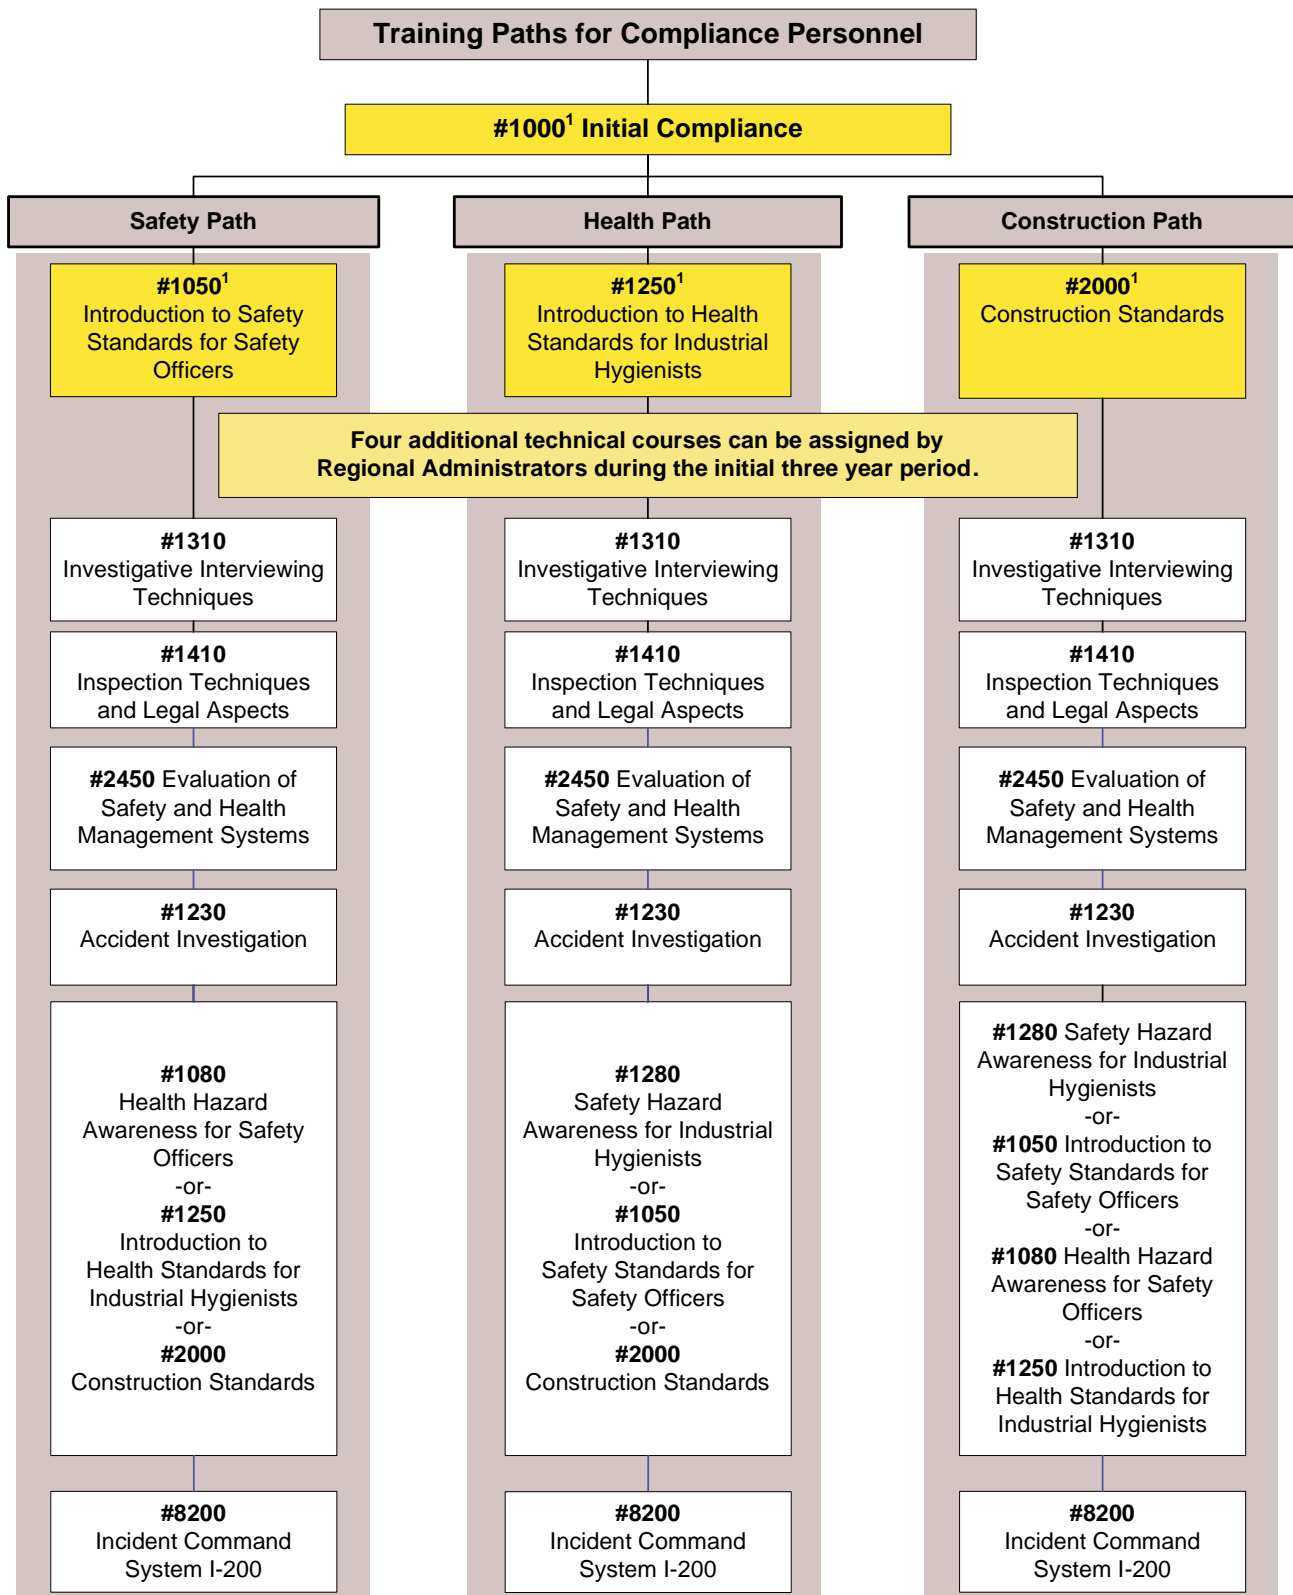 Training Paths for Compliance Personnel
#1000¹ Initial Compliance
Safety Path
#1050¹
Introduction to Safety
Standards for Safety
Officers
Health Path
#1250¹
Introduction to Health
Standards for Industrial
Hygienists
Construction Path
#2000¹
Construction Standards
Four additional technical courses can be assigned by
Regional Administrators during the initial three year period.
#1310
Investigative Interviewing
Techniques
#1410
Inspection Techniques
and Legal Aspects
#2450 Evaluation of
Safety and Health
Management Systems
#1230
Accident Investigation
#1080
Health Hazard
Awareness for Safety
Officers
-or-
#1250
Introduction to
Health Standards for
Industrial Hygienists
-or-
#2000
Construction Standards
#8200
Incident Command
System I-200
#1310
Investigative Interviewing
Techniques
#1410
Inspection Techniques
and Legal Aspects
#2450 Evaluation of
Safety and Health
Management Systems
#1230
Accident Investigation
#1280
Safety Hazard
Awareness for Industrial
Hygienists
-or-
#1050
Introduction to
Safety Standards for
Safety Officers
-or-
#2000
Construction Standards
#8200
Incident Command
System I-200
#1310
Investigative Interviewing
Techniques
#1410
Inspection Techniques
and Legal Aspects
#2450 Evaluation of
Safety and Health
Management Systems
#1230
Accident Investigation
#1280 Safety Hazard
Awareness for Industrial
Hygienists
-or-
#1050 Introduction to
Safety Standards for
Safety Officers
-or-
#1080 Health Hazard
Awareness for Safety
Officers
-or-
#1250 Introduction to
Health Standards for
Industrial Hygienists
#8200
Incident Command
System I-200